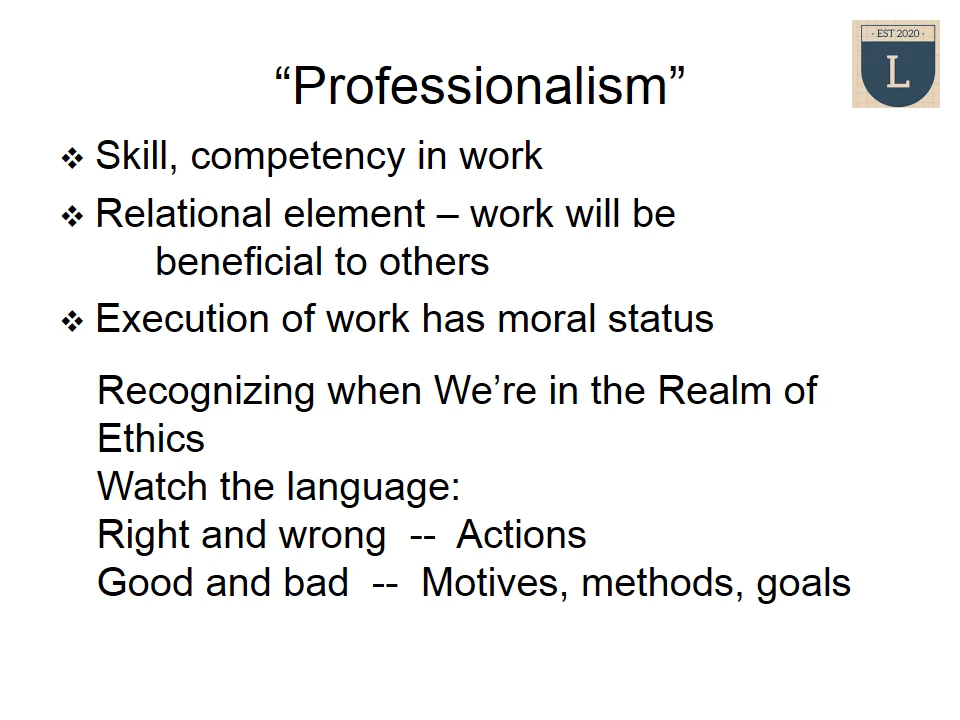 - EST 2020 -
L
“Professionalism”
❖ Skill, competency in work
❖ Relational element – work will be
beneficial to others
❖ Execution of work has moral status
Recognizing when We’re in the Realm of
Ethics
Watch the language:
Right and wrong -- Actions
Good and bad -- Motives, methods, goals